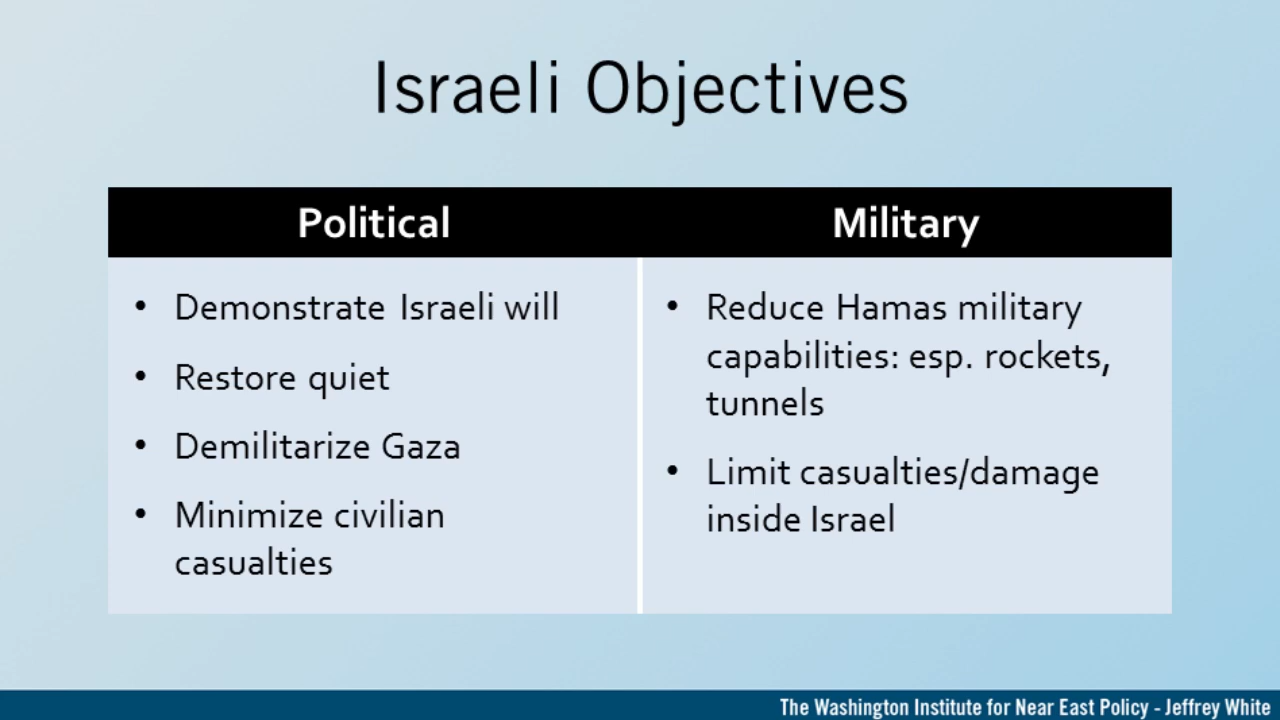 Israeli Objectives
Political
• Demonstrate Israeli will
• Restore quiet
• Demilitarize Gaza
• Minimize civilian
casualties
Military
• Reduce Hamas military
capabilities: esp. rockets,
tunnels
• Limit casualties/damage
inside Israel
The Washington Institute for Near East Policy - Jeffrey White